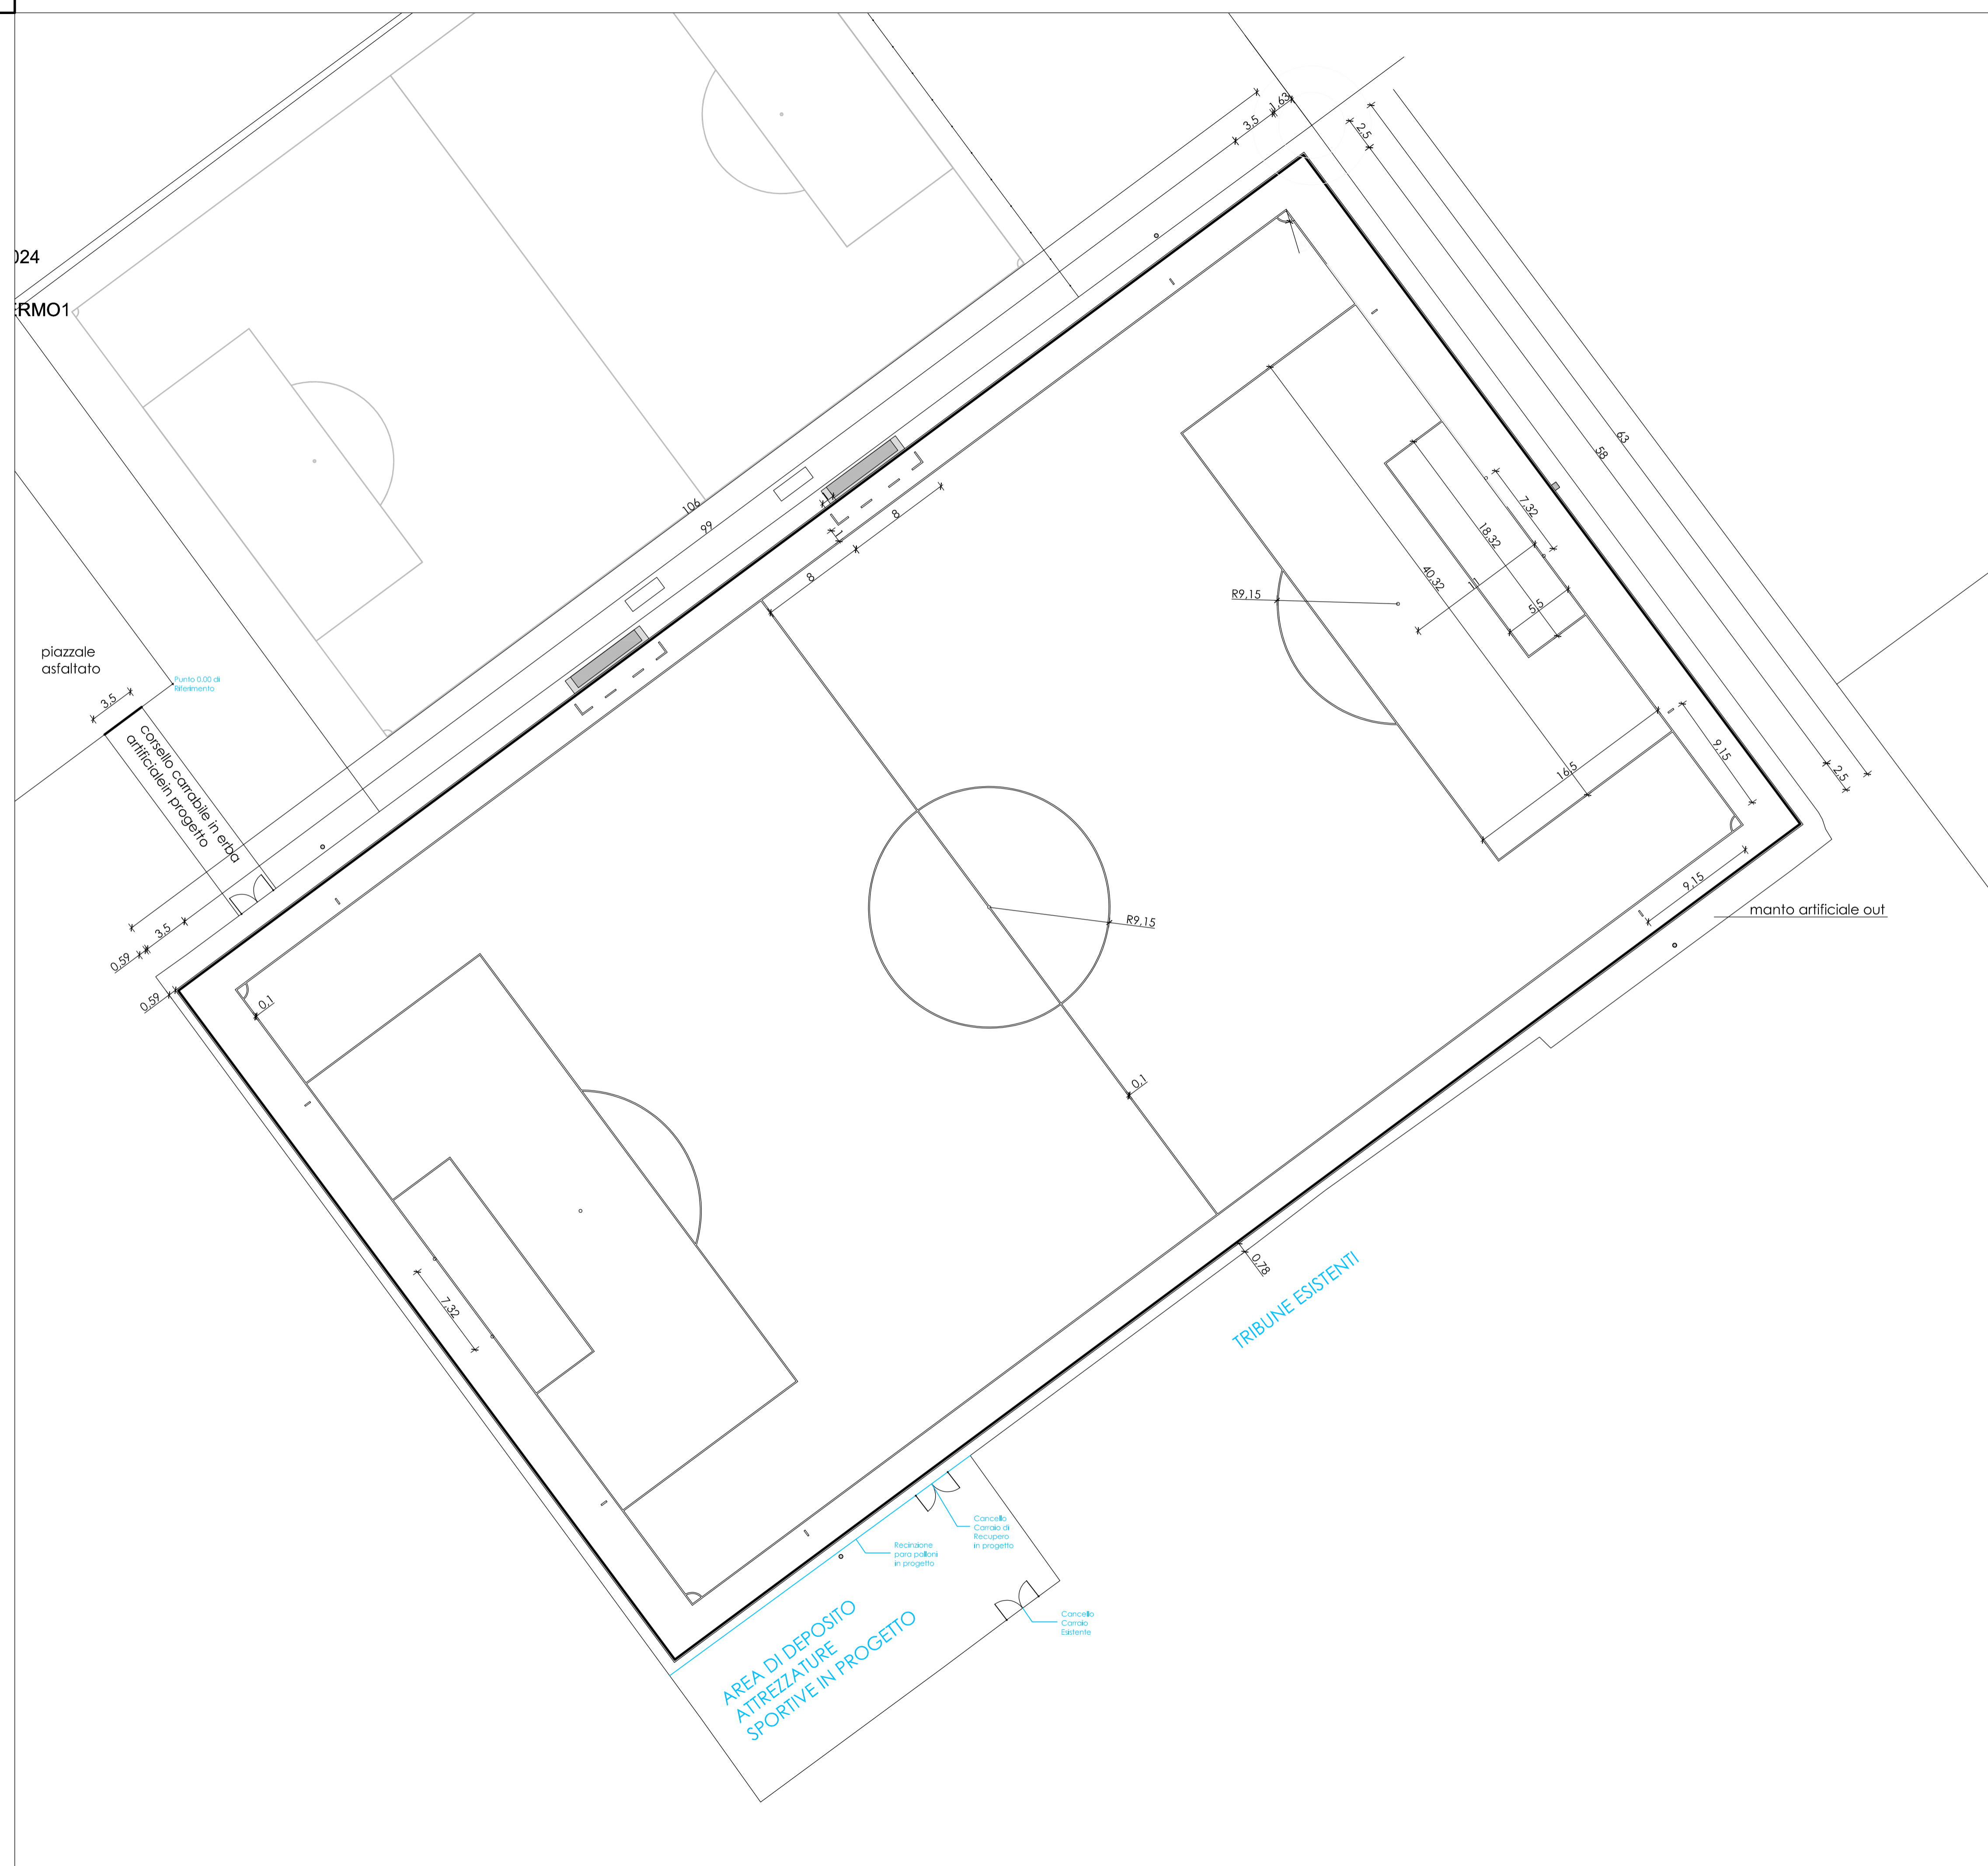 024
ERMO1
1,63
3,5
2,5
63
58
106
99
1
8
1
8
7,32
18,32
40,32
11
5,5
R9,15
piazzale
asfaltato
Punto 0.00 di
Riferimento
3,5
corsello carrabile in erba
artificialein progetto
9,15
16,5
2,5
9,15
manto artificiale out
R9,15
3,5
0,59
0,59
0,1
0,1
0,78
TRIBUNE ESISTENTI
7,32
Cancello
Carraio di
Recupero
in progetto
Recinzione
para palloni
in progetto
Cancello
Carraio
Esistente
AREA DI DEPOSITO
ATTREZZATURE
SPORTIVE IN PROGETTO